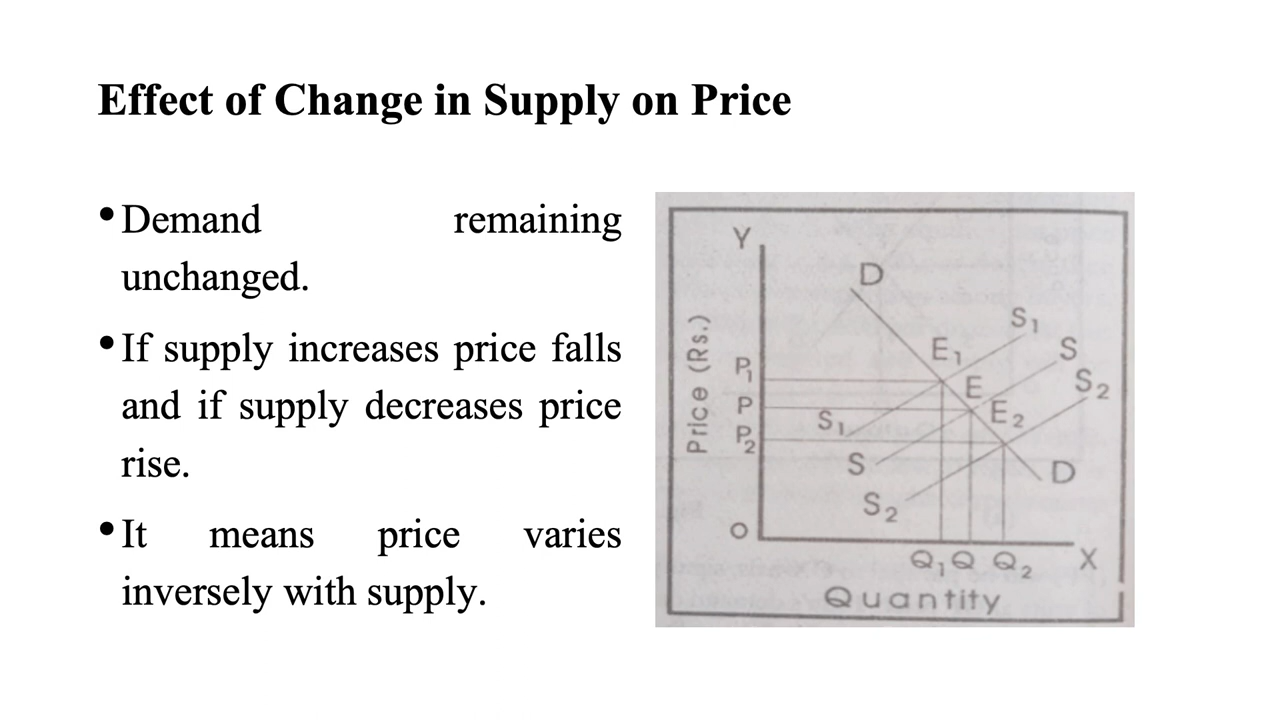 Effect of Change in Supply on Price
• Demand remaining
unchanged.
• If supply increases price falls
and if supply decreases price
rise.
• It means price varies
inversely with supply.
Y
D
S₁
E₁
S
P₁
E
S₂
P
E₂
S₁
P₂
S
D
S₂
O
Q₁ Q Q₂
X
Price (Rs.)
Quantity